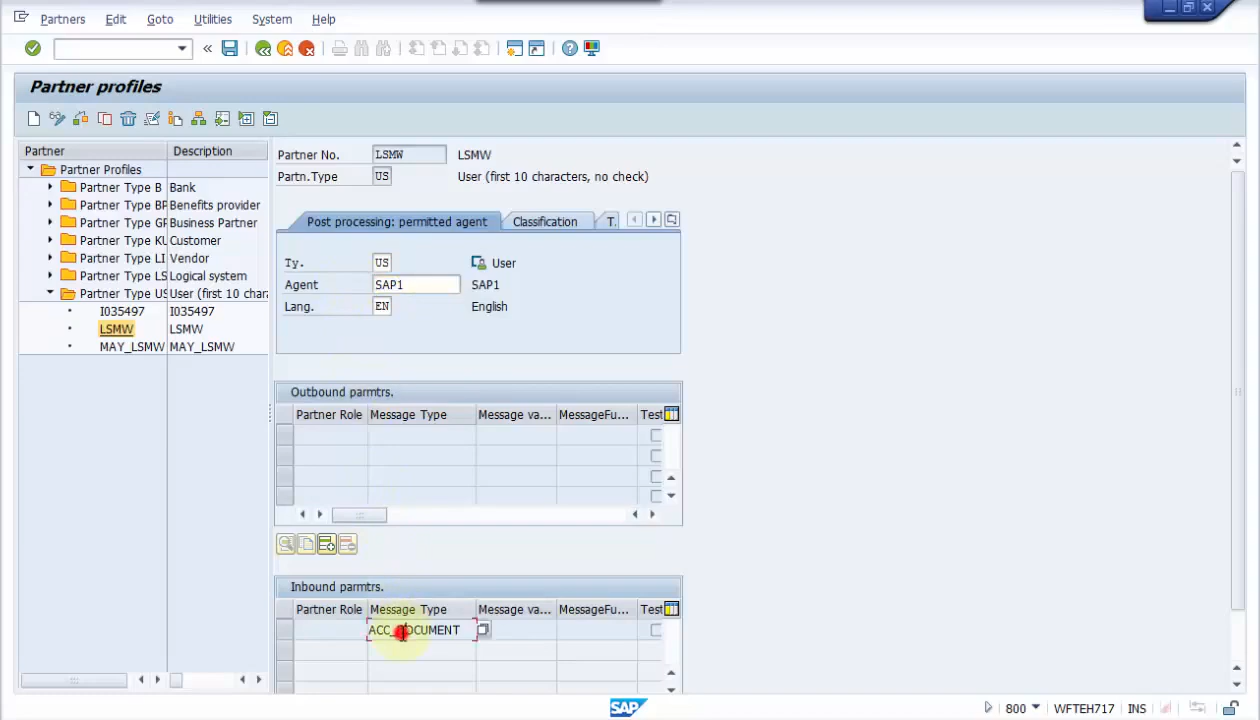 Partners Edit Goto Utilities System Help
Partner profiles
Partner Description
Partner Profiles
Partner Type B Bank
Partner Type BP Benefits provider
Partner Type GP Business Partner
Partner Type KU Customer
Partner Type LI Vendor
Partner Type LS Logical system
Partner Type US User (first 10 chara
I035497 I035497
LSMW LSMW
MAY_LSMW MAY_LSMW
Partner No. LSMW LSMW
Partn.Type US User (first 10 characters, no check)
Post processing: permitted agent Classification T.
Ty. US User
Agent SAP1 SAP1
Lang. EN English
Outbound parmtrs.
Partner Role Message Type Message va... MessageFu... Test
Inbound parmtrs.
Partner Role Message Type Message va... MessageFu... Test
ACC_DOCUMENT
SAP 800 WFTEH717 INS